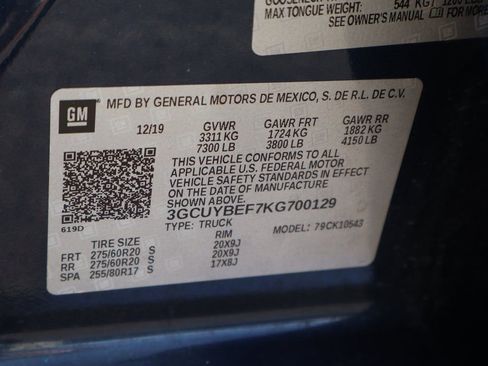 MAX TONGUE WEIGHT: 544 KG
SEE OWNER'S MANUAL FOR MORE
GM
MFD BY GENERAL MOTORS DE MEXICO, S. DE R.L. DE C.V.
12/19 GVWR GAWR FRT GAWR RR
3311 KG 1724 KG 1882 KG
7300 LB 3800 LB 4150 LB
THIS VEHICLE CONFORMS TO ALL
APPLICABLE U.S. FEDERAL MOTOR
VEHICLE SAFETY STANDARDS IN EFFECT
ON THE DATE OF MANUFACTURE SHOWN ABOVE.
619D
3GCUYBEF7KG700129
TYPE: TRUCK MODEL: 79CK10543
TIRE SIZE RIM
FRT 275/60R20 S 20X9J
RR 275/60R20 S 20X9J
SPA 255/80R17 S 17X8J